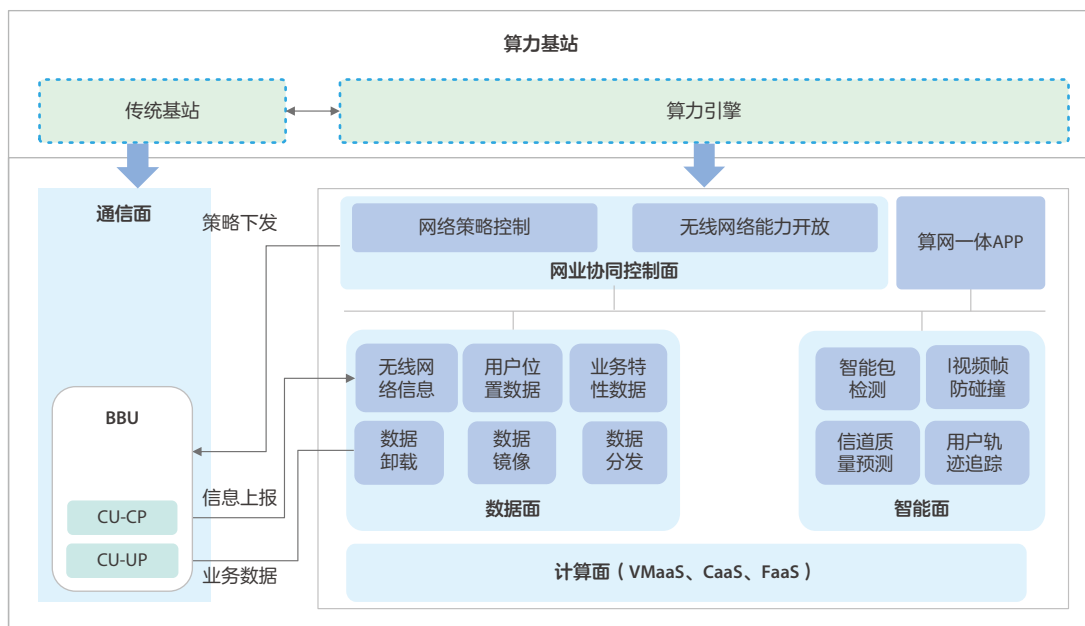 算力基站
传统基站
算力引擎
通信面
策略下发
网络策略控制
无线网络能力开放
网业协同控制面
算网一体APP
无线网
络信息
用户位
置数据
业务特
性数据
数据
卸载
数据
镜像
数据
分发
数据面
智能包
检测
I视频帧
防碰撞
信道质
量预测
用户轨
迹追踪
智能面
BBU
CU-CP
CU-UP
信息上报
业务数据
计算面（VMaaS、CaaS、FaaS）